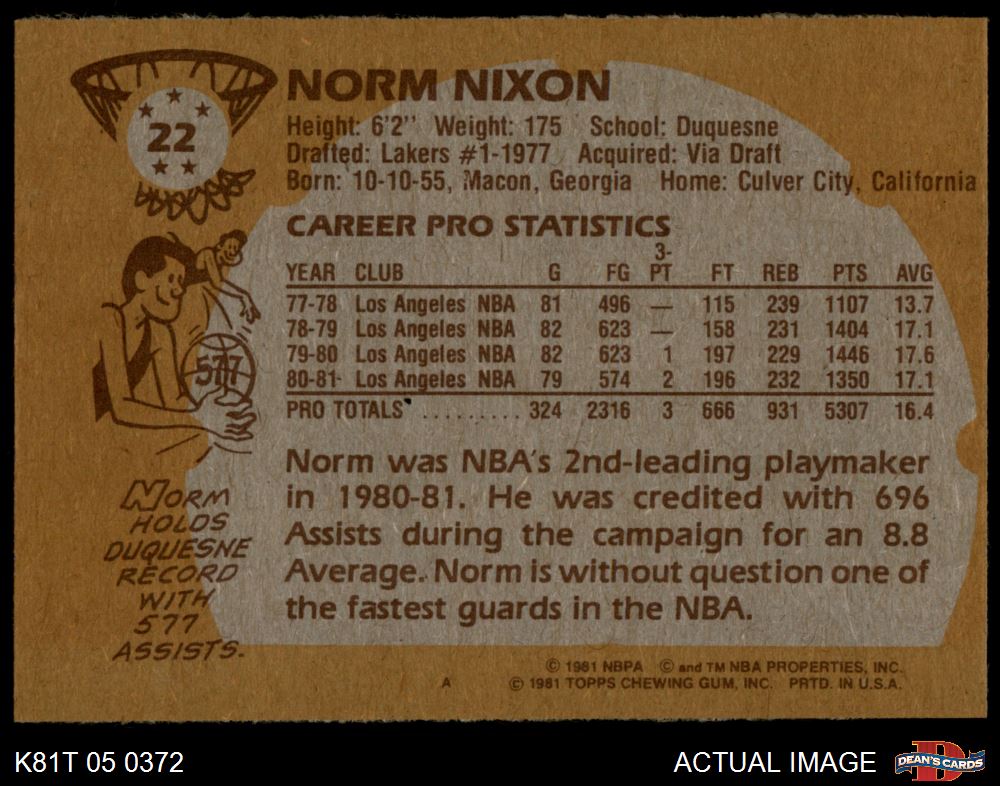 22
NORM NIXON
Height: 6'2" Weight: 175 School: Duquesne
Drafted: Lakers #1-1977 Acquired: Via Draft
Born: 10-10-55, Macon, Georgia Home: Culver City, California
CAREER PRO STATISTICS
YEAR CLUB G FG 3-PT FT REB PTS AVG
77-78 Los Angeles NBA 81 496 — 115 239 1107 13.7
78-79 Los Angeles NBA 82 623 — 158 231 1404 17.1
79-80 Los Angeles NBA 82 623 1 197 229 1446 17.6
80-81 Los Angeles NBA 79 574 2 196 232 1350 17.1
PRO TOTALS .......... 324 2316 3 666 931 5307 16.4
577
Norm was NBA's 2nd-leading playmaker
in 1980-81. He was credited with 696
Assists during the campaign for an 8.8
Average. Norm is without question one of
the fastest guards in the NBA.
NORM
HOLDS
DUQUESNE
RECORD
WITH
577
ASSISTS.
© 1981 NBPA © and TM NBA PROPERTIES, INC.
A © 1981 TOPPS CHEWING GUM, INC. PRTD. IN U.S.A.
K81T 05 0372
ACTUAL IMAGE
D
DEAN'S CARDS